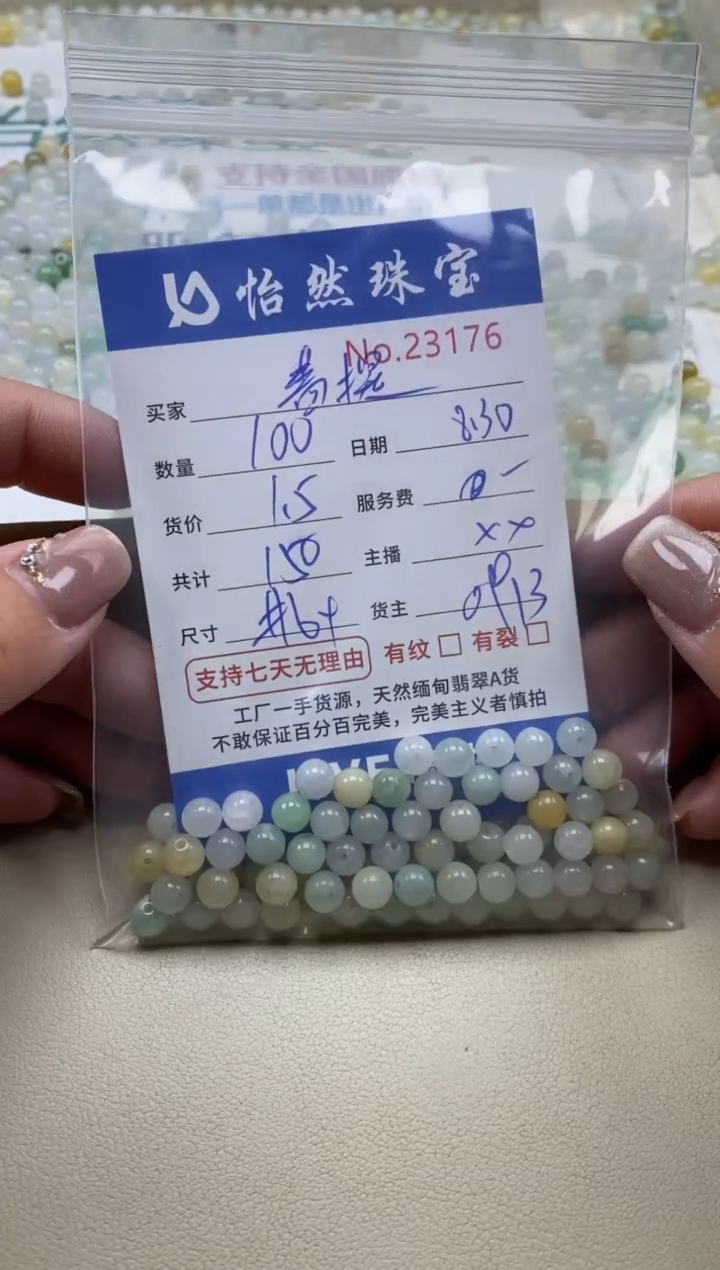 怡然珠宝
No.23176
买家
数量 100 日期 8.30
货价 1.5 服务费
共计 150 主播 xx
尺寸 货主
支持七天无理由 有纹 有裂
工厂一手货源，天然缅甸翡翠A货
不敢保证百分百完美，完美主义者慎拍